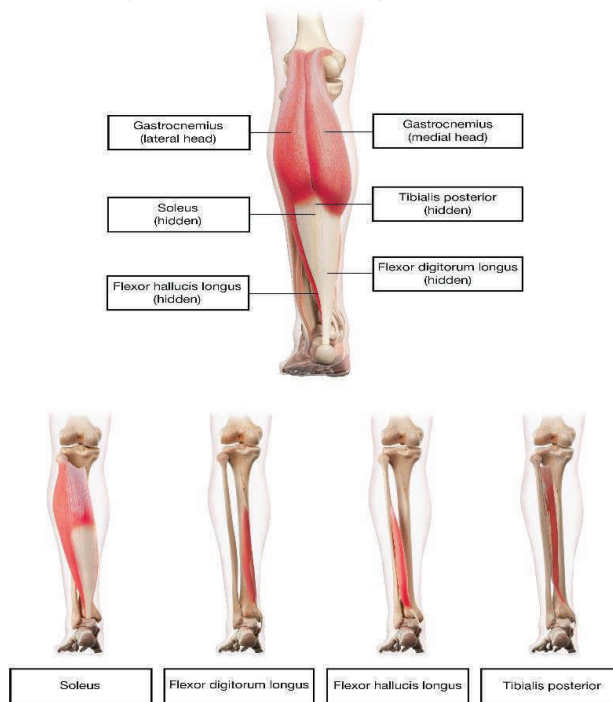 Gastrocnemius
(lateral head)
Gastrocnemius
(medial head)
Soleus
(hidden)
Tibialis posterior
(hidden)
Flexor hallucis longus
(hidden)
Flexor digitorum longus
(hidden)
Soleus
Flexor digitorum longus
Flexor hallucis longus
Tibialis posterior